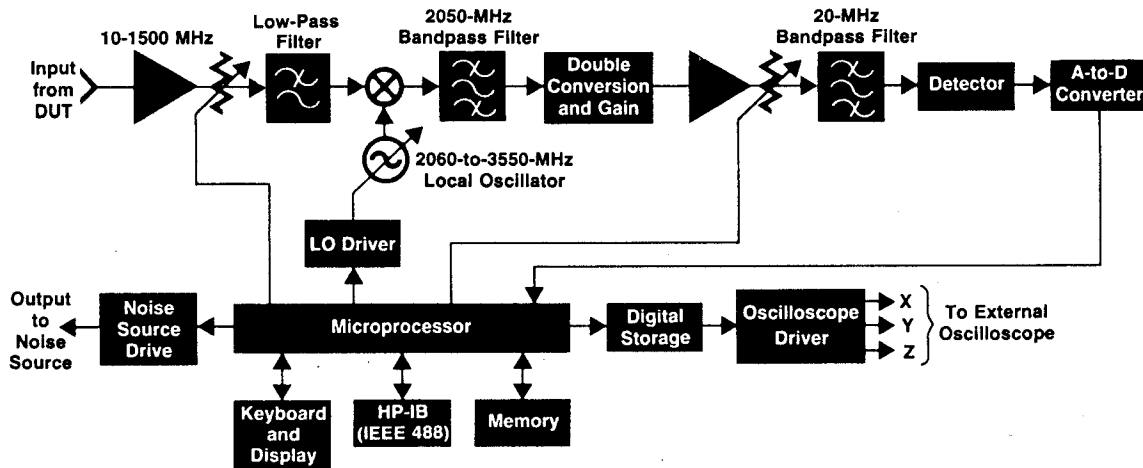 10-1500 MHz
Low-Pass
Filter
2050-MHz
Bandpass Filter
20-MHz
Bandpass Filter
Input
from
DUT
Double
Conversion
and Gain
Detector
A-to-D
Converter
2060-to-3550-MHz
Local Oscillator
LO Driver
Output
to
Noise
Source
Noise
Source
Drive
Microprocessor
Digital
Storage
Oscilloscope
Driver
X
Y
Z
To External
Oscilloscope
Keyboard
and
Display
HP-IB
(IEEE 488)
Memory